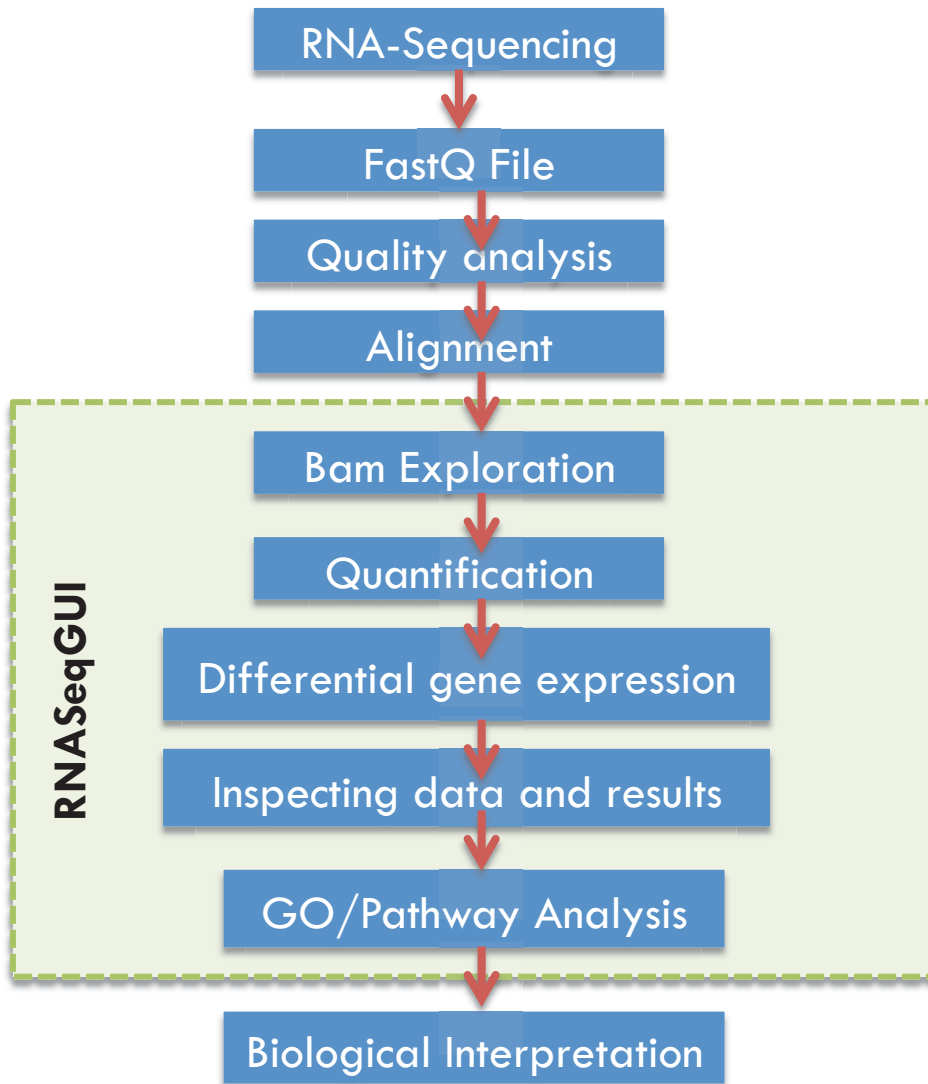 RNA-Sequencing
FastQ File
Quality analysis
Alignment
Bam Exploration
Quantification
RNASeqGUI
Differential gene expression
Inspecting data and results
GO/Pathway Analysis
Biological Interpretation